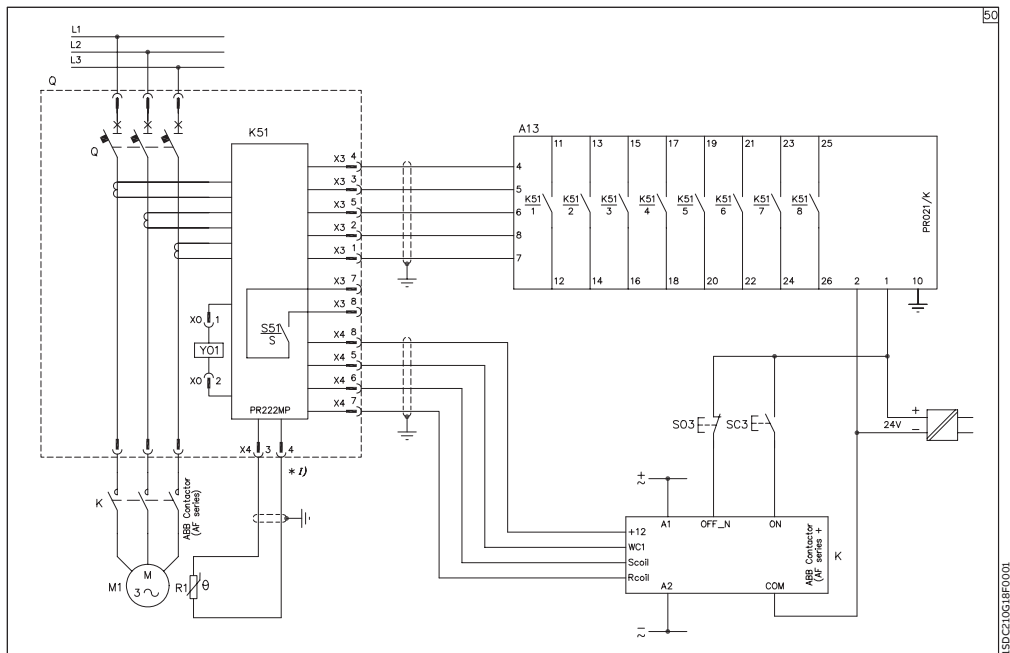 50
L1
L2
L3
Q
Q
K51
X3 4
X3 3
X3 5
X3 2
X3 1
X3 7
X3 8
X4 8
X4 5
X4 6
X4 7
S51
S
X0 1
Y01
X0 2
PR222MP
X4 3 4
* 1)
A13
11 13 15 17 19 21 23 25
4
5
6
8
7
K51 K51 K51 K51 K51 K51 K51 K51
1 2 3 4 5 6 7 8
PR021/K
12 14 16 18 20 22 24 26 2 1 10
+
24V
-
SO3
SC3
K
ABB Contactor
(AF series)
M1
M
3 ~
R1 θ
+
~
A1 OFF_N ON
+12
WC1
Scoil
Rcoil
A2 COM
ABB Contactor
(AF series +
K
-
~
1SDC210G18F0001